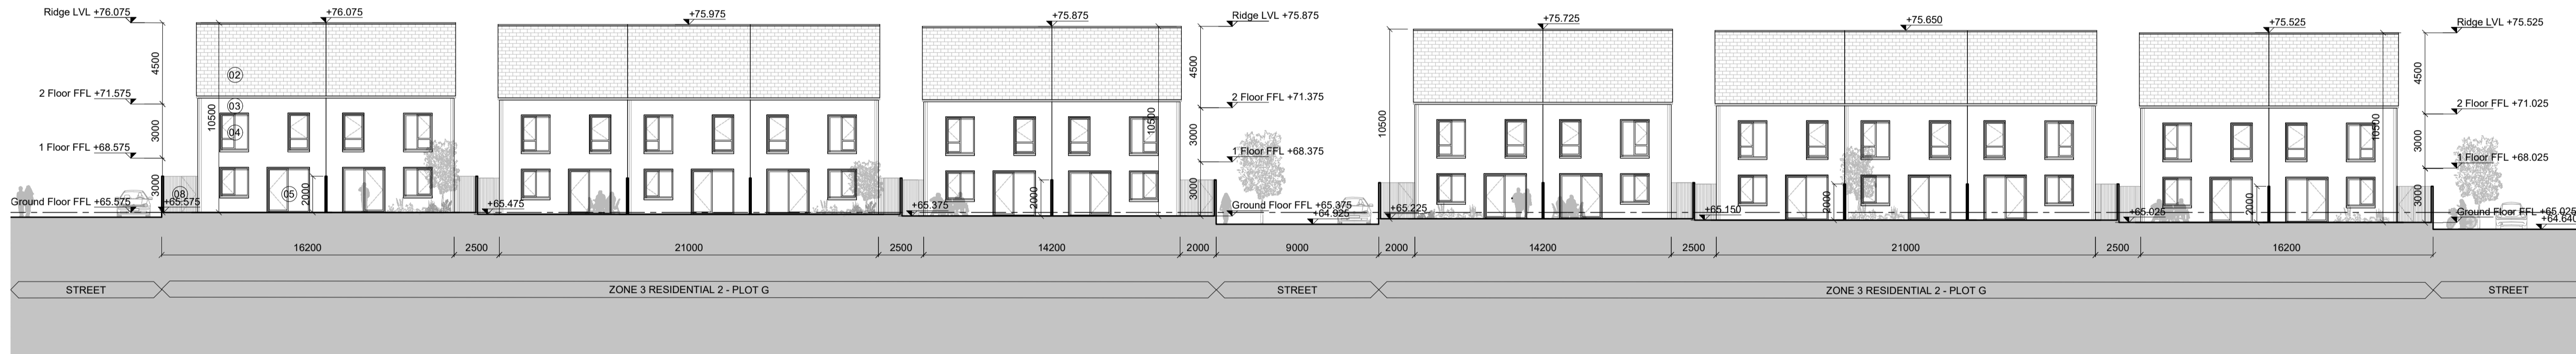 Ridge LVL +76.075
+76.075
+75.975
+75.875
Ridge LVL +75.875
+75.725
+75.650
+75.525
Ridge LVL +75.525
4500
02
4500
4500
2 Floor FFL +71.575
2 Floor FFL +71.375
2 Floor FFL +71.025
03
10500
10500
10500
10500
3000
04
3000
3000
1 Floor FFL +68.575
1 Floor FFL +68.375
1 Floor FFL +68.025
3000
08
05
2000
2000
3000
2000
2000
3000
Ground Floor FFL +65.575
+65.575
+65.475
+65.375
Ground Floor FFL +65.375
+64.925
+65.225
+65.150
+65.025
Ground Floor FFL +65.025
+64.640
16200
2500
21000
2500
14200
2000
9000
2000
14200
2500
21000
2500
16200
STREET
ZONE 3 RESIDENTIAL 2 - PLOT G
STREET
ZONE 3 RESIDENTIAL 2 - PLOT G
STREET